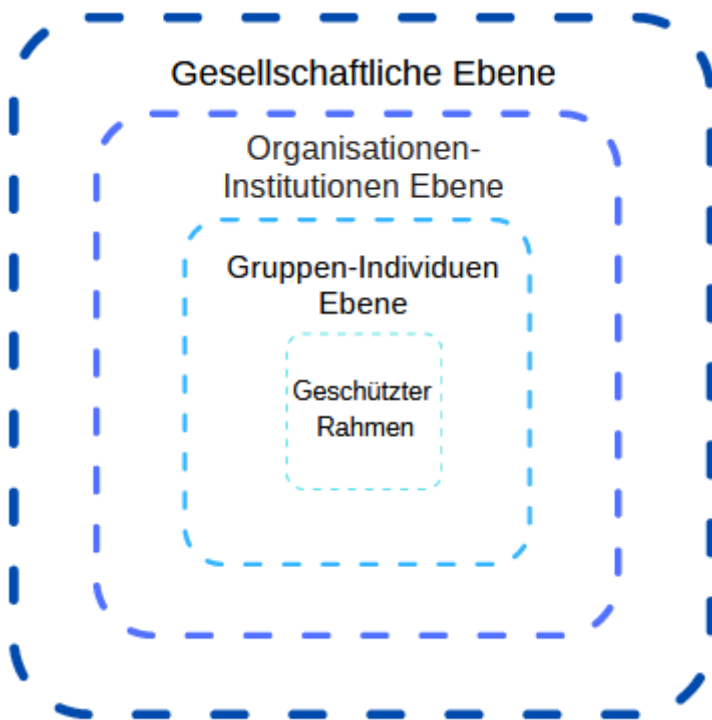 Gesellschaftliche Ebene
Organisationen-
Institutionen Ebene
Gruppen-Individuen
Ebene
Geschützter
Rahmen